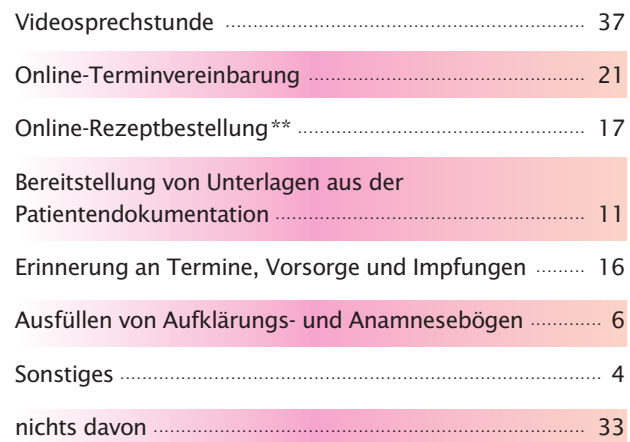 Videosprechstunde 37
Online-Terminvereinbarung 21
Online-Rezeptbestellung** 17
Bereitstellung von Unterlagen aus der
Patientendokumentation 11
Erinnerung an Termine, Vorsorge und Impfungen 16
Ausfüllen von Aufklärungs- und Anamnesebögen 6
Sonstiges 4
nichts davon 33